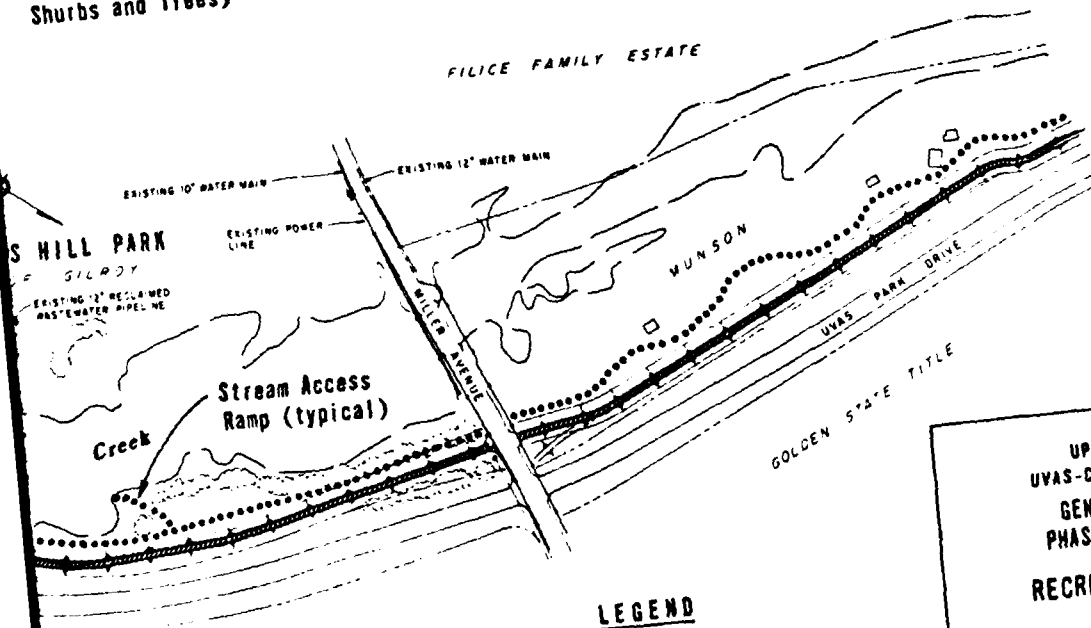 Shurbs and Trees)
FILICE FAMILY ESTATE
EXISTING 10" WATER MAIN
EXISTING 12" WATER MAIN
S HILL PARK
GILROY
EXISTING POWER
LINE
EXISTING 12" RECLAIMED
WASTEWATER PIPELINE
MUNSON
MILLER AVENUE
UVAS PARK DRIVE
Stream Access
Ramp (typical)
Creek
GOLDEN STATE TITLE
UP
UVAS-C
GEN
PHAS
RECRE
LEGEND